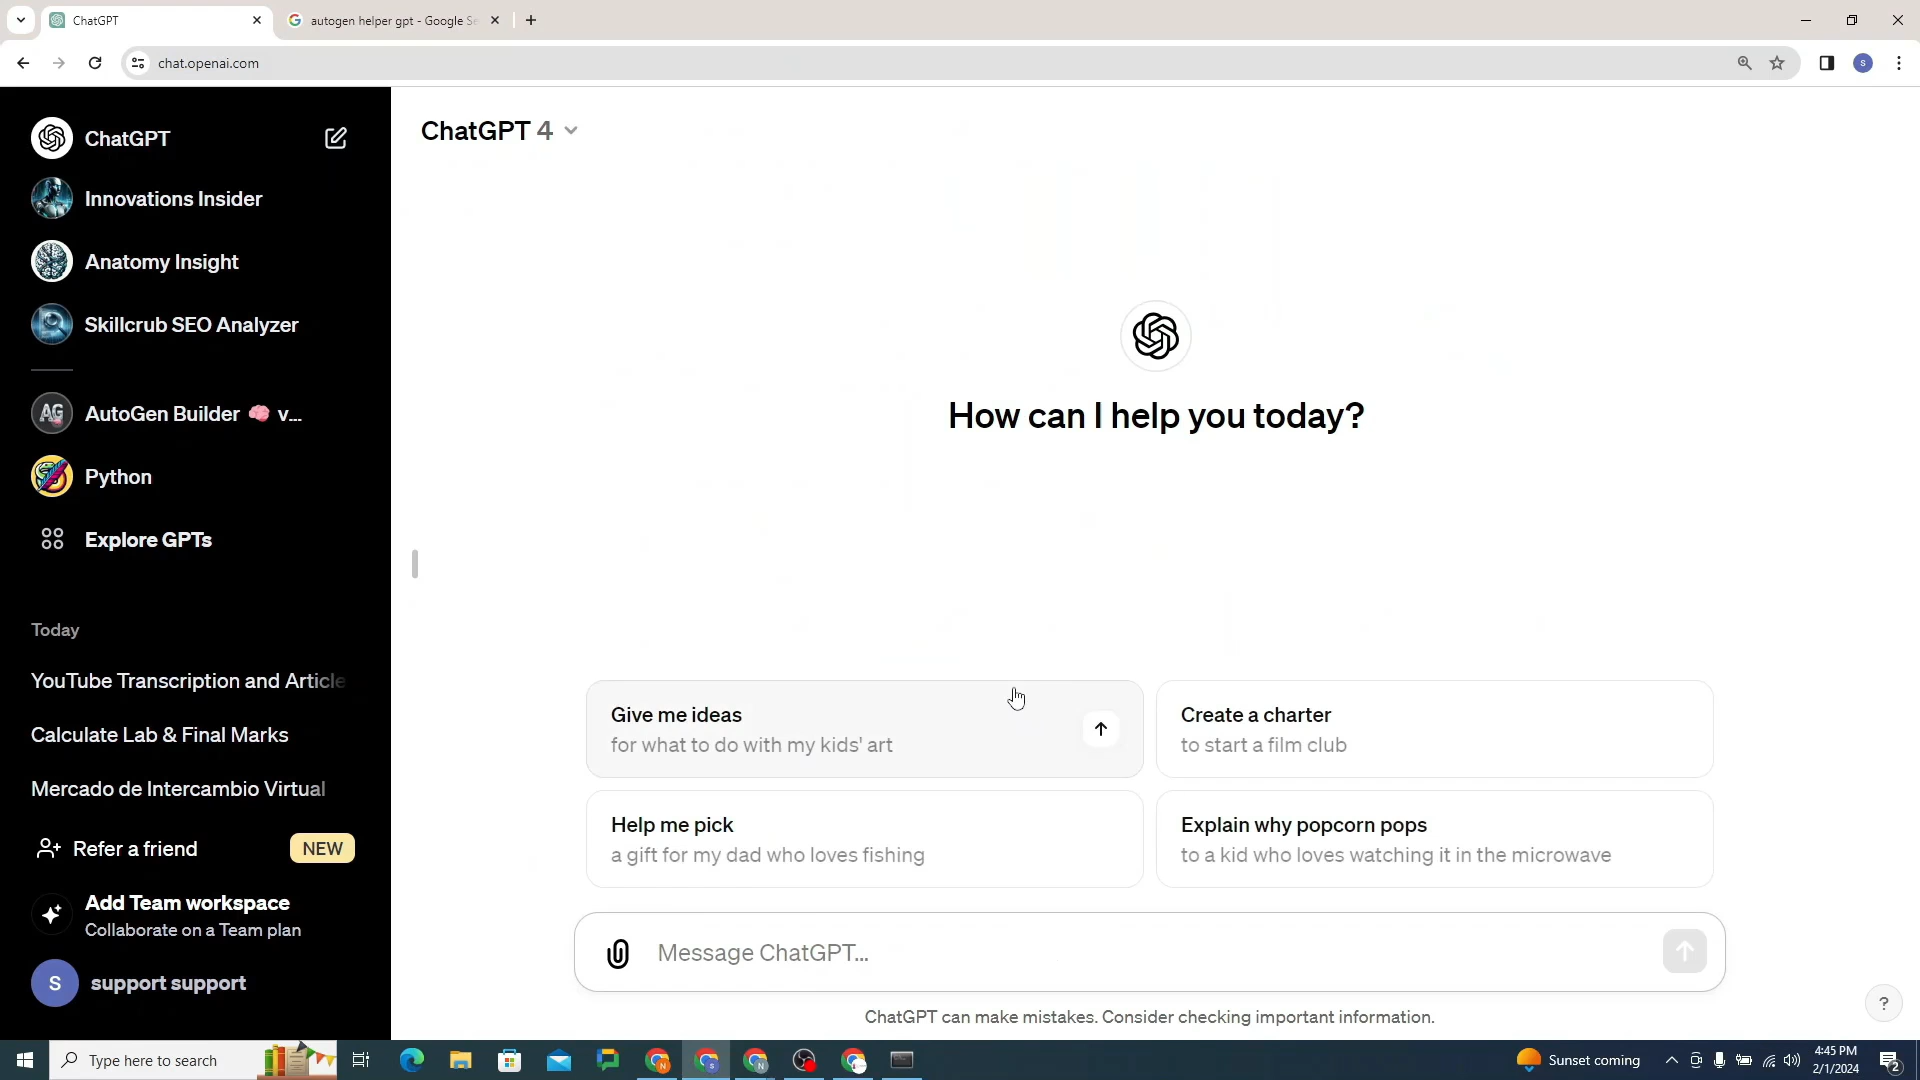 ChatGPT
autogen helper gpt - Google Se
chat.openai.com
S
ChatGPT
Innovations Insider
Anatomy Insight
Skillcrub SEO Analyzer
AG
AutoGen Builder 🧠 v...
Python
Explore GPTs
Today
YouTube Transcription and Article
Calculate Lab & Final Marks
Mercado de Intercambio Virtual
Refer a friend
NEW
Add Team workspace
Collaborate on a Team plan
S
support support
ChatGPT 4
How can I help you today?
Give me ideas
for what to do with my kids' art
Create a charter
to start a film club
Help me pick
a gift for my dad who loves fishing
Explain why popcorn pops
to a kid who loves watching it in the microwave
Message ChatGPT...
ChatGPT can make mistakes. Consider checking important information.
?
Type here to search
Sunset coming
4:45 PM
2/1/2024
2